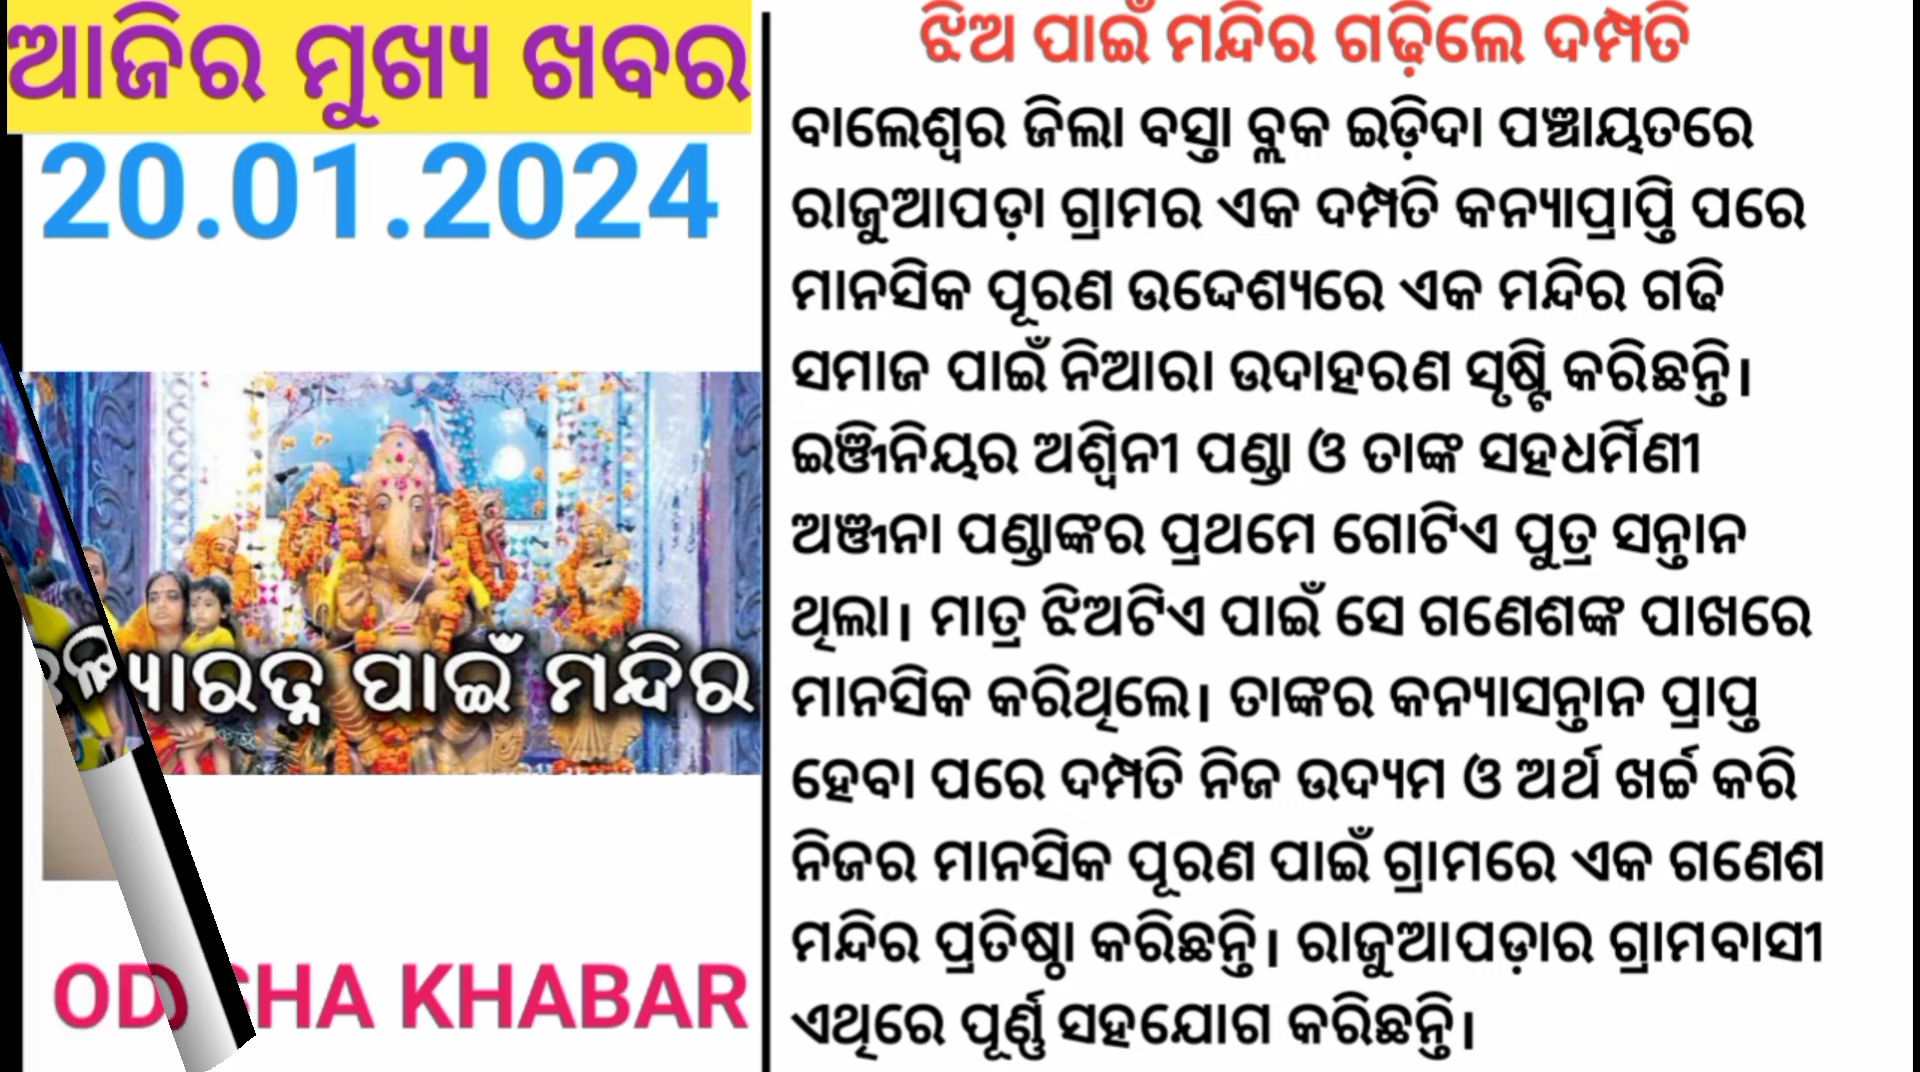 ଆଜିର ମୁଖ୍ୟ ଖବର
20.01.2024
ପାଇଁ ମନ୍ଦିର
KHABAR
ଝିଅ ପାଇଁ ମନ୍ଦିର ଗଢ଼ିଲେ ଦମ୍ପତି
ବାଲେଶ୍ୱର ଜିଲା ବସ୍ତା ବ୍ଲକ ଇଡ଼ିଦା ପଞ୍ଚାୟତରେ
ରାଜୁଆପଡ଼ା ଗ୍ରାମର ଏକ ଦମ୍ପତି କନ୍ୟାପ୍ରାପ୍ତି ପରେ
ମାନସିକ ପୂରଣ ଉଦ୍ଦେଶ୍ୟରେ ଏକ ମନ୍ଦିର ଗଢି
ସମାଜ ପାଇଁ ନିଆରା ଉଦାହରଣ ସୃଷ୍ଟି କରିଛନ୍ତି।
ଇଞ୍ଜିନିୟର ଅଶ୍ୱିନୀ ପଣ୍ଡା ଓ ତାଙ୍କ ସହଧର୍ମିଣୀ
ଅଞ୍ଜନା ପଣ୍ଡାଙ୍କର ପ୍ରଥମେ ଗୋଟିଏ ପୁତ୍ର ସନ୍ତାନ
ଥିଲା। ମାତ୍ର ଝିଅଟିଏ ପାଇଁ ସେ ଗଣେଶଙ୍କ ପାଖରେ
ମାନସିକ କରିଥିଲେ। ତାଙ୍କର କନ୍ୟାସନ୍ତାନ ପ୍ରାପ୍ତ
ହେବା ପରେ ଦମ୍ପତି ନିଜ ଉଦ୍ୟମ ଓ ଅର୍ଥ ଖର୍ଚ୍ଚ କରି
ନିଜର ମାନସିକ ପୂରଣ ପାଇଁ ଗ୍ରାମରେ ଏକ ଗଣେଶ
ମନ୍ଦିର ପ୍ରତିଷ୍ଠା କରିଛନ୍ତି। ରାଜୁଆପଡ଼ାର ଗ୍ରାମବାସୀ
ଏଥିରେ ପୂର୍ଣ୍ଣ ସହଯୋଗ କରିଛନ୍ତି।